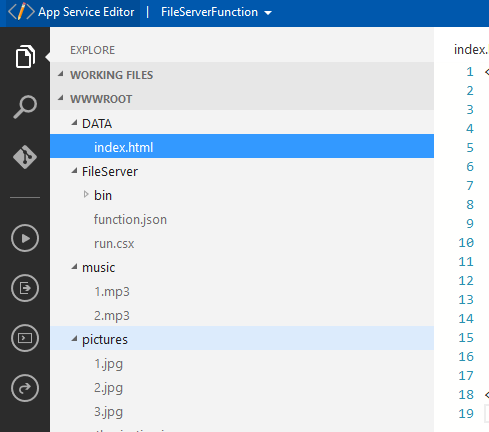 App Service Editor | FileServerFunction
EXPLORE
WORKING FILES
WWWROOT
DATA
index.html
FileServer
bin
function.json
run.csx
music
1.mp3
2.mp3
pictures
1.jpg
2.jpg
3.jpg
index.
1 <
2
3
4
5
6
7
8
9
10
11
12
13
14
15
16
17
18 <
19